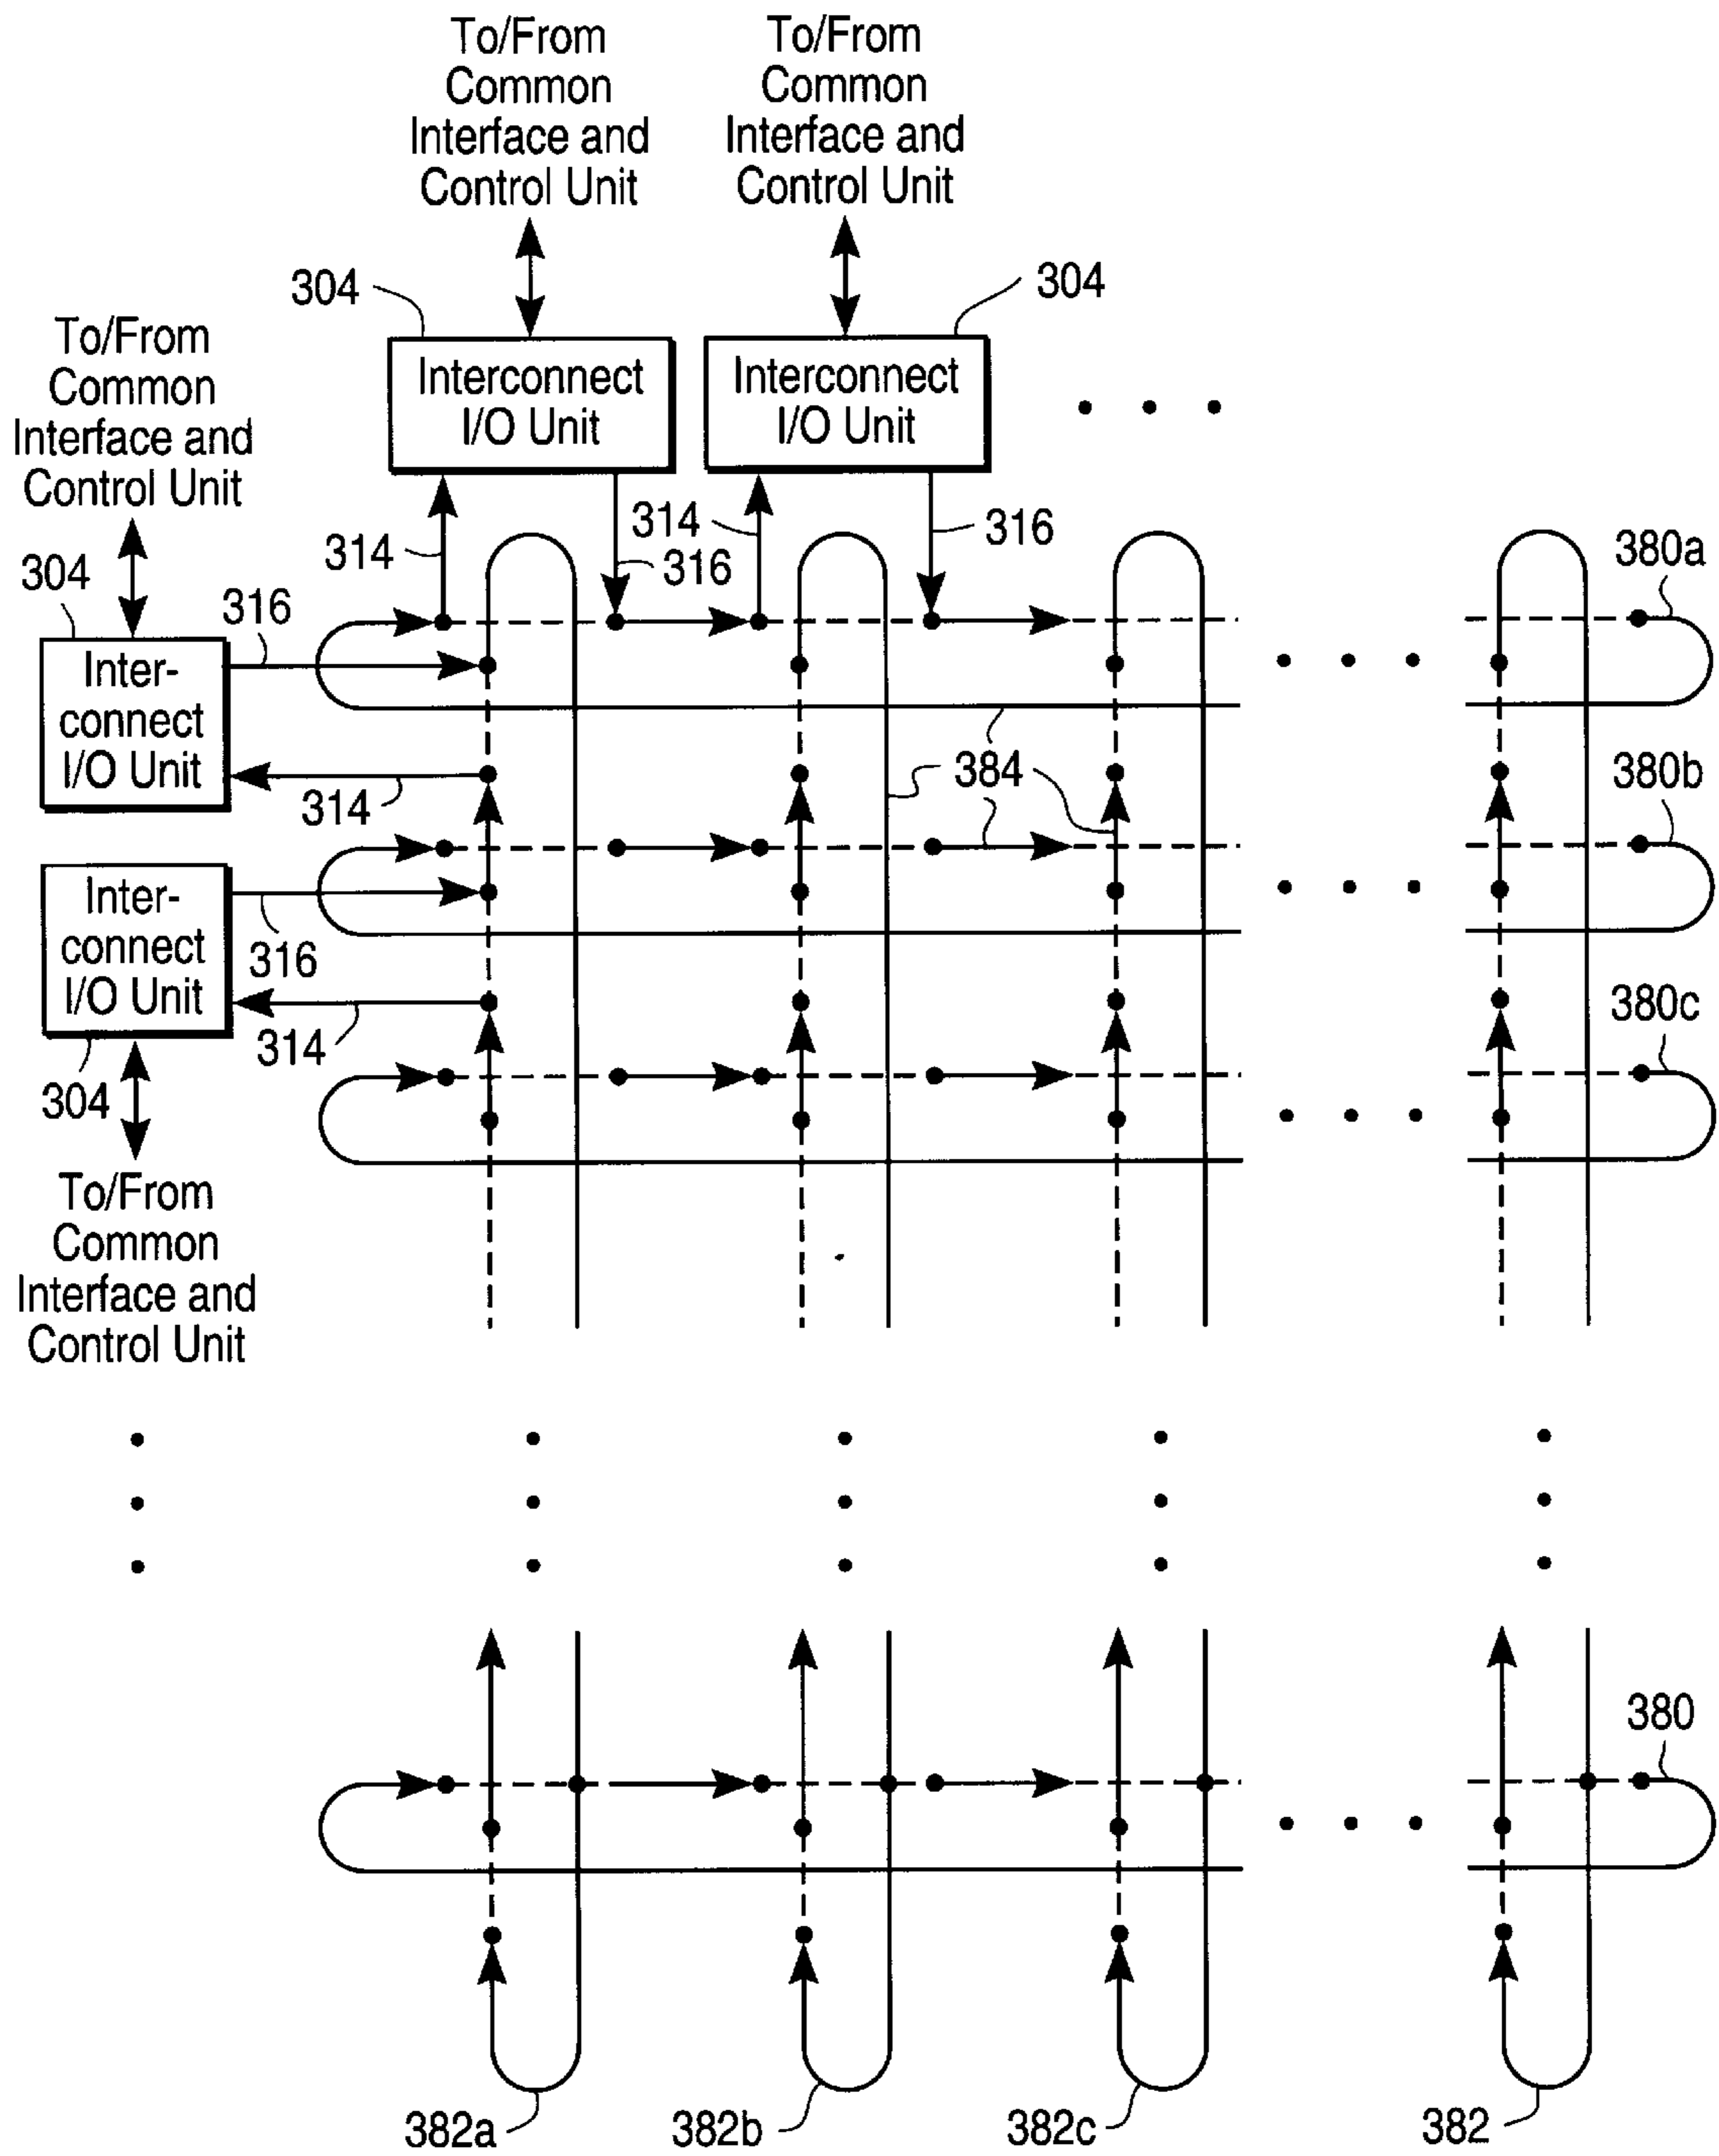 To/From
Common
Interface and
Control Unit
To/From
Common
Interface and
Control Unit
304
304
To/From
Common
Interface and
Control Unit
Interconnect
I/O Unit
Interconnect
I/O Unit
304
316
314
316
314
316
380a
Inter-
connect
I/O Unit
314
384
380b
Inter-
connect
I/O Unit
316
314
304
380c
To/From
Common
Interface and
Control Unit
380
382a
382b
382c
382